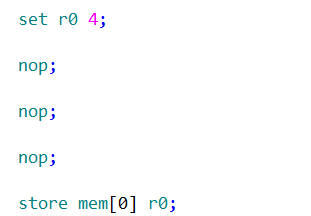 set r0 4;
nop;
nop;
nop;
store mem[0] r0;